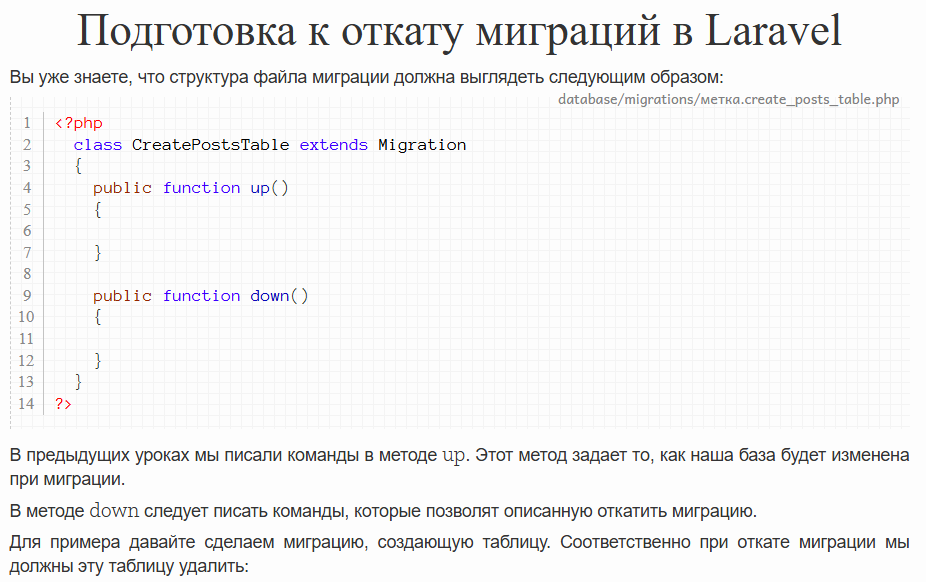 Подготовка к откату миграций в Laravel
Вы уже знаете, что структура файла миграции должна выглядеть следующим образом:
database/migrations/метка.create_posts_table.php
1 <?php
2 class CreatePostsTable extends Migration
3 {
4 public function up()
5 {
6
7 }
8
9 public function down()
10 {
11
12 }
13 }
14 ?>
В предыдущих уроках мы писали команды в методе up. Этот метод задает то, как наша база будет изменена
при миграции.
В методе down следует писать команды, которые позволят описанную откатить миграцию.
Для примера давайте сделаем миграцию, создающую таблицу. Соответственно при откате миграции мы
должны эту таблицу удалить: